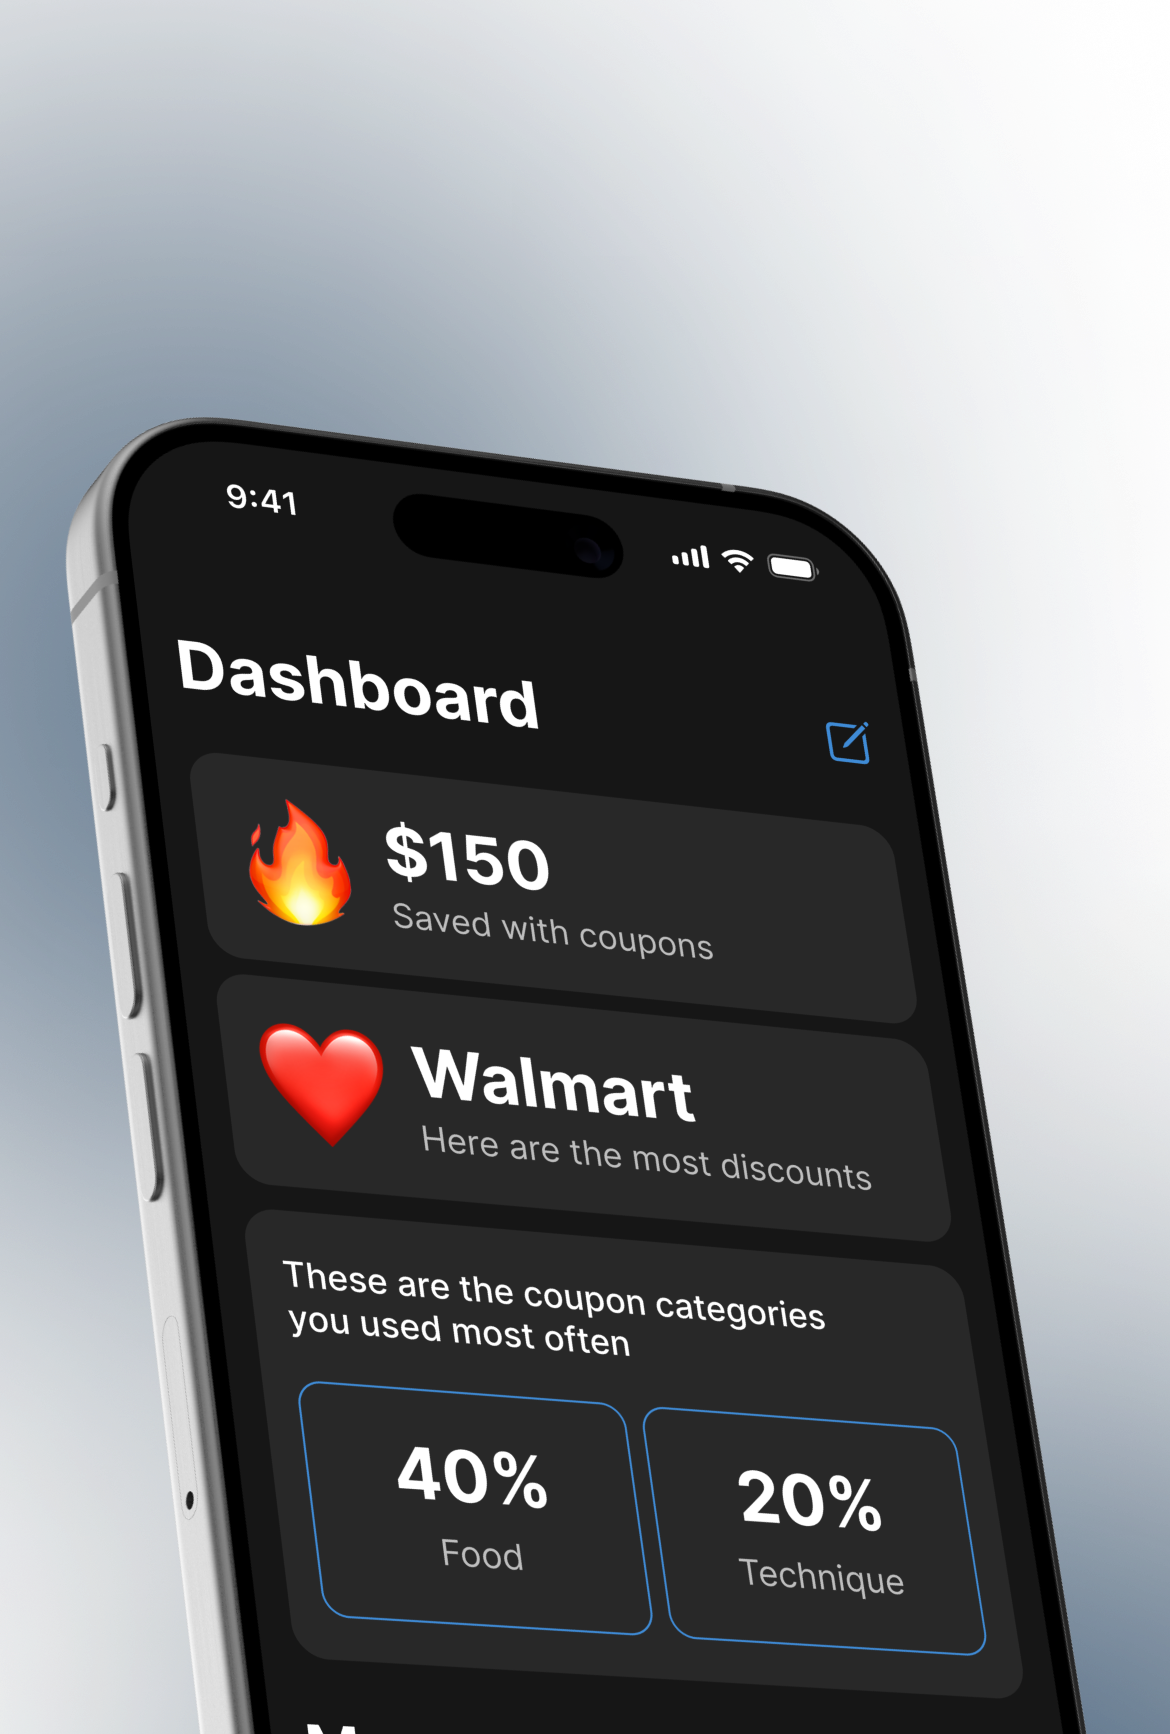 9:41
Dashboard
$150
Saved with coupons
Walmart
Here are the most discounts
These are the coupon categories
you used most often
40%
Food
20%
Technique